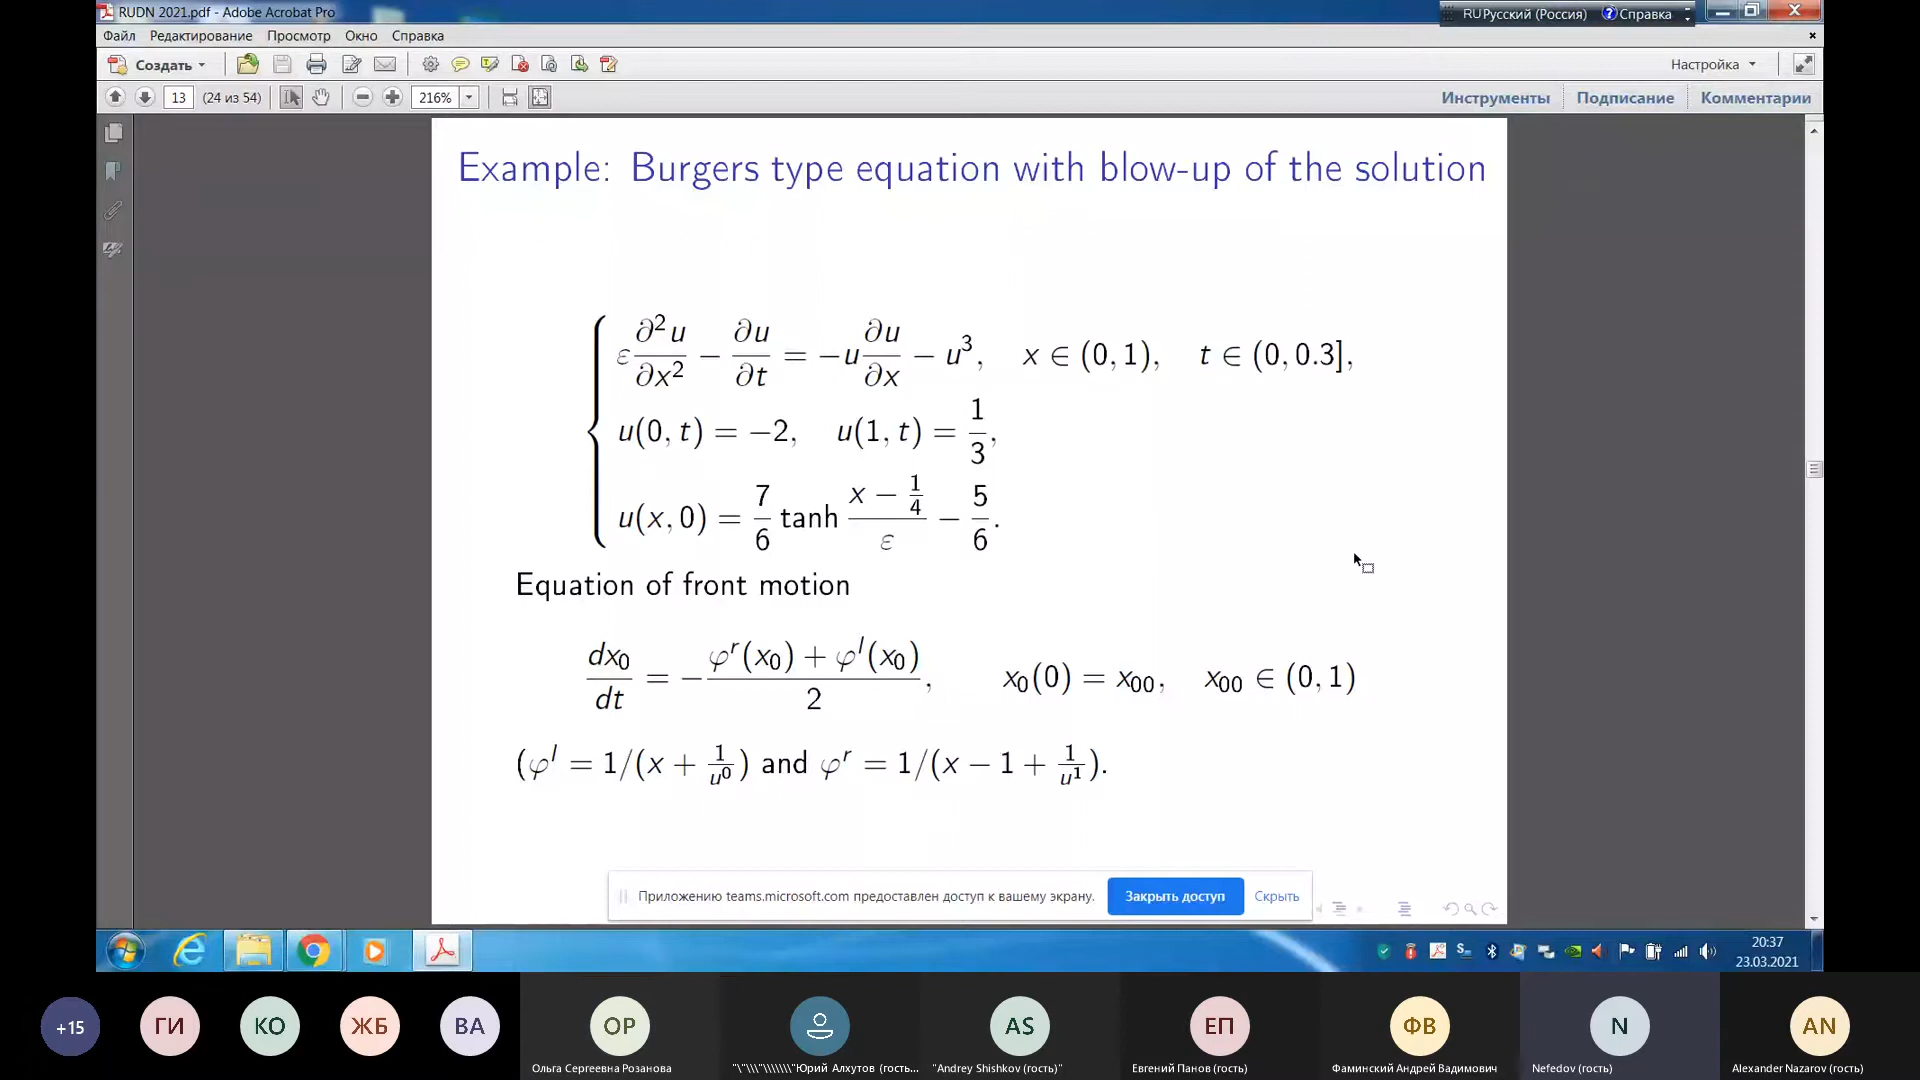 RUDN 2021.pdf - Adobe Acrobat Pro
RU Русский (Россия) Справка
Файл Редактирование Просмотр Окно Справка
Создать Настройка
13 (24 из 54) 216% Инструменты Подписание Комментарии
Example: Burgers type equation with blow-up of the solution
ε ∂²u/∂x² − ∂u/∂t = −u ∂u/∂x − u³, x ∈ (0, 1), t ∈ (0, 0.3],
u(0, t) = −2, u(1, t) = 1/3,
u(x, 0) = 7/6 tanh (x − 1/4)/ε − 5/6.
Equation of front motion
dx₀/dt = − (φʳ(x₀) + φˡ(x₀))/2, x₀(0) = x₀₀, x₀₀ ∈ (0, 1)
(φˡ = 1/(x + 1/u⁰) and φʳ = 1/(x − 1 + 1/u¹).
Приложению teams.microsoft.com предоставлен доступ к вашему экрану. Закрыть доступ Скрыть
20:37
23.03.2021
+15 ГИ КО ЖБ ВА ОР AS ЕП ФВ N AN
Ольга Сергеевна Розанова "\"\\\"\\\\\\\"Юрий Алхутов (гость... "Andrey Shishkov (гость)" Евгений Панов (гость) Фаминский Андрей Вадимович Nefedov (гость) Alexander Nazarov (гость)